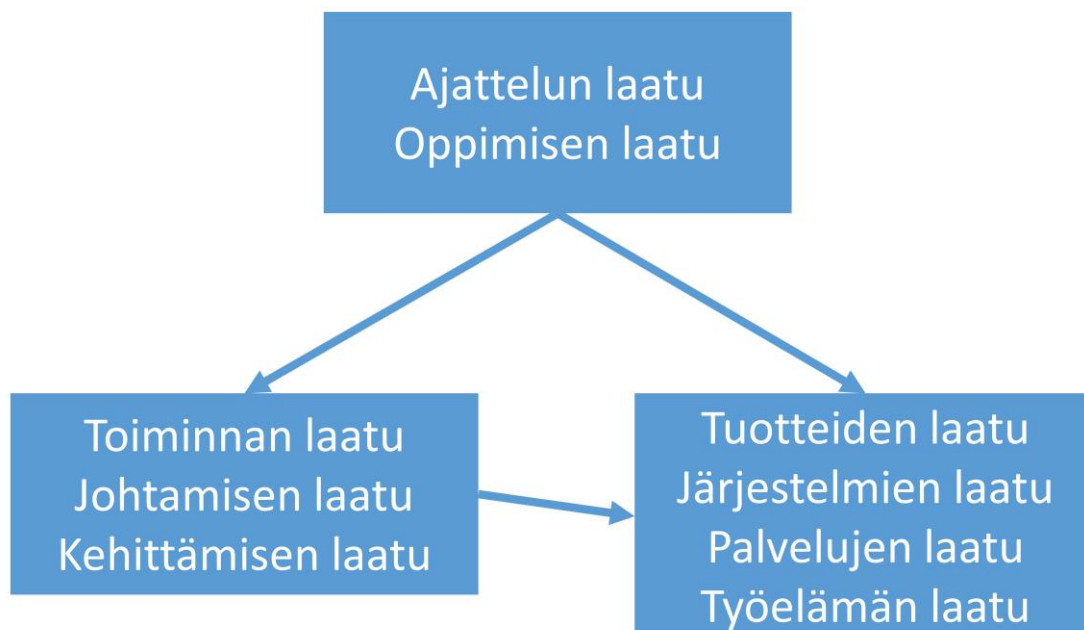 Ajattelun laatu
Oppimisen laatu
Toiminnan laatu
Johtamisen laatu
Kehittämisen laatu
Tuotteiden laatu
Järjestelmien laatu
Palvelujen laatu
Työelämän laatu